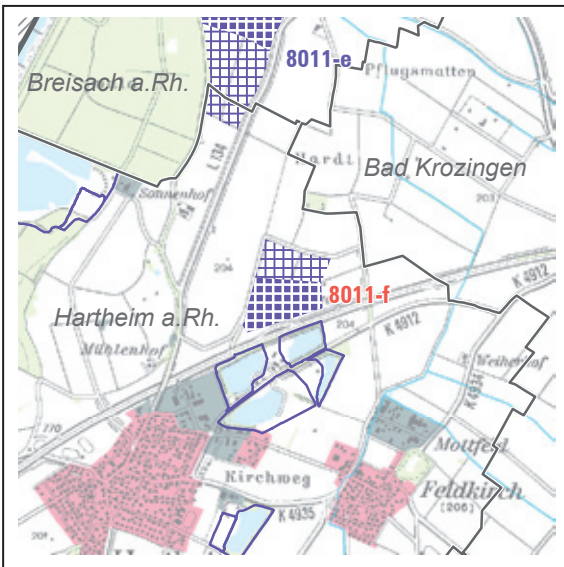 8011-e
Pflugsmatten
Breisach a.Rh.
L 134
Hardt
Bad Krozingen
Sonnenhof
203
204
8011-f
K 4912
Hartheim a.Rh.
204
K 4912
Mühlenhof
Weiherhof
K 4934
Mottfeld
Kirchweg
Feldkirch
(206)
K 4935